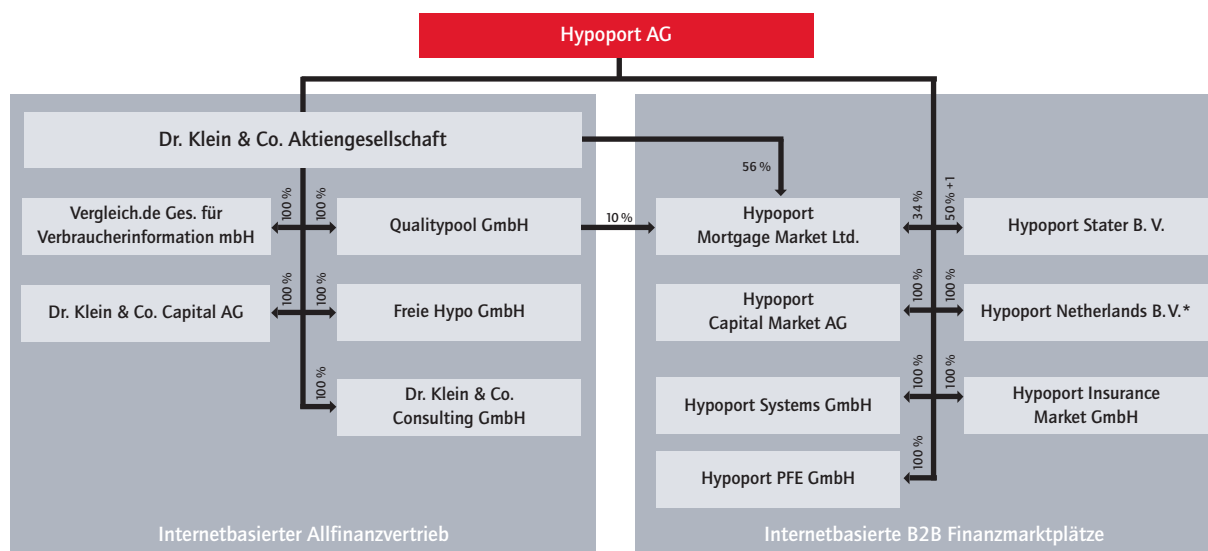 Hypoport AG
Dr. Klein & Co. Aktiengesellschaft
56 %
Vergleich.de Ges. für
Verbraucherinformation mbH
100 %
100 %
Qualitypool GmbH
10 %
Hypoport
Mortgage Market Ltd.
34 %
50 % +1
Hypoport Stater B. V.
Dr. Klein & Co. Capital AG
100 %
100 %
Freie Hypo GmbH
Hypoport
Capital Market AG
100 %
100 %
Hypoport Netherlands B.V.*
100 %
Dr. Klein & Co.
Consulting GmbH
Hypoport Systems GmbH
100 %
100 %
Hypoport Insurance
Market GmbH
Hypoport PFE GmbH
100 %
Internetbasierter Allfinanzvertrieb
Internetbasierte B2B Finanzmarktplätze